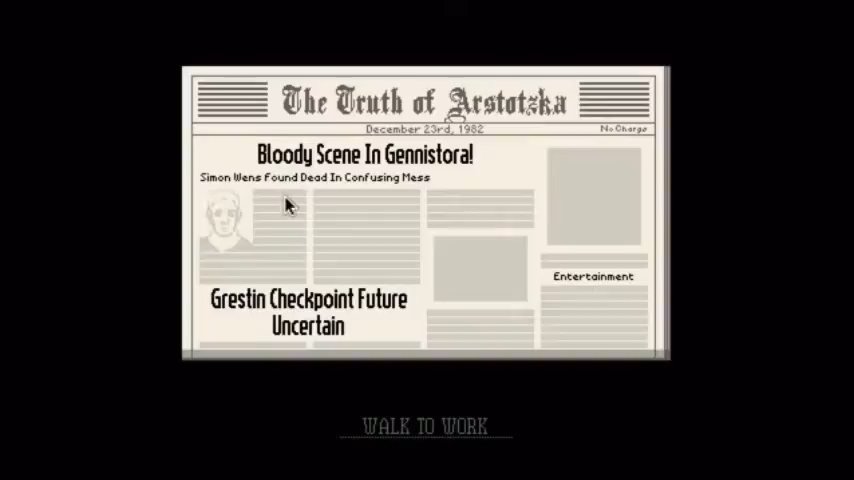 The Truth of Arstotzka
December 23rd, 1982
No Charge
Bloody Scene In Gennistora!
Simon Wens Found Dead In Confusing Mess
Grestin Checkpoint Future
Uncertain
Entertainment
WALK TO WORK